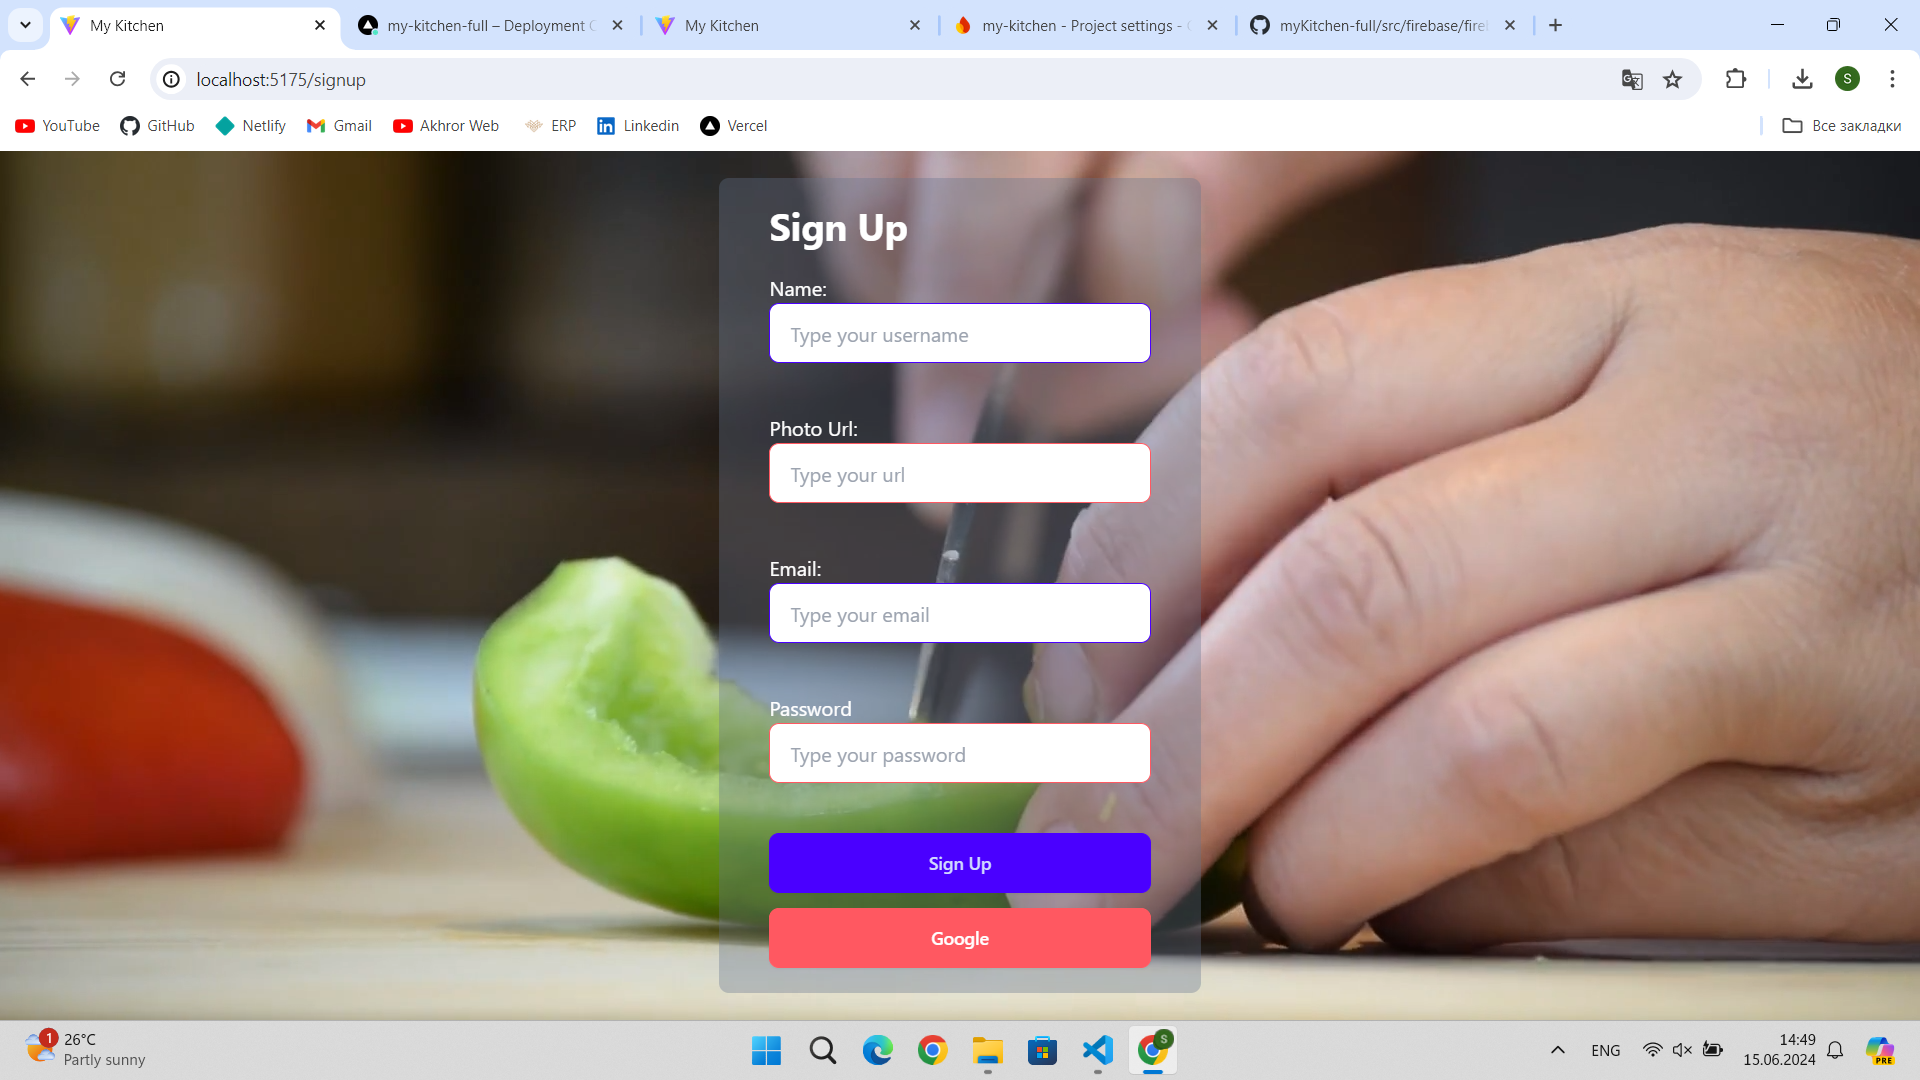 My Kitchen
my-kitchen-full – Deployment
My Kitchen
my-kitchen - Project settings -
myKitchen-full/src/firebase/fire
localhost:5175/signup
S
YouTube
GitHub
Netlify
Gmail
Akhror Web
ERP
Linkedin
Vercel
Все закладки
Sign Up
Name:
Type your username
Photo Url:
Type your url
Email:
Type your email
Password
Type your password
Sign Up
Google
1
26°C
Partly sunny
S
ENG
14:49
15.06.2024
PRE